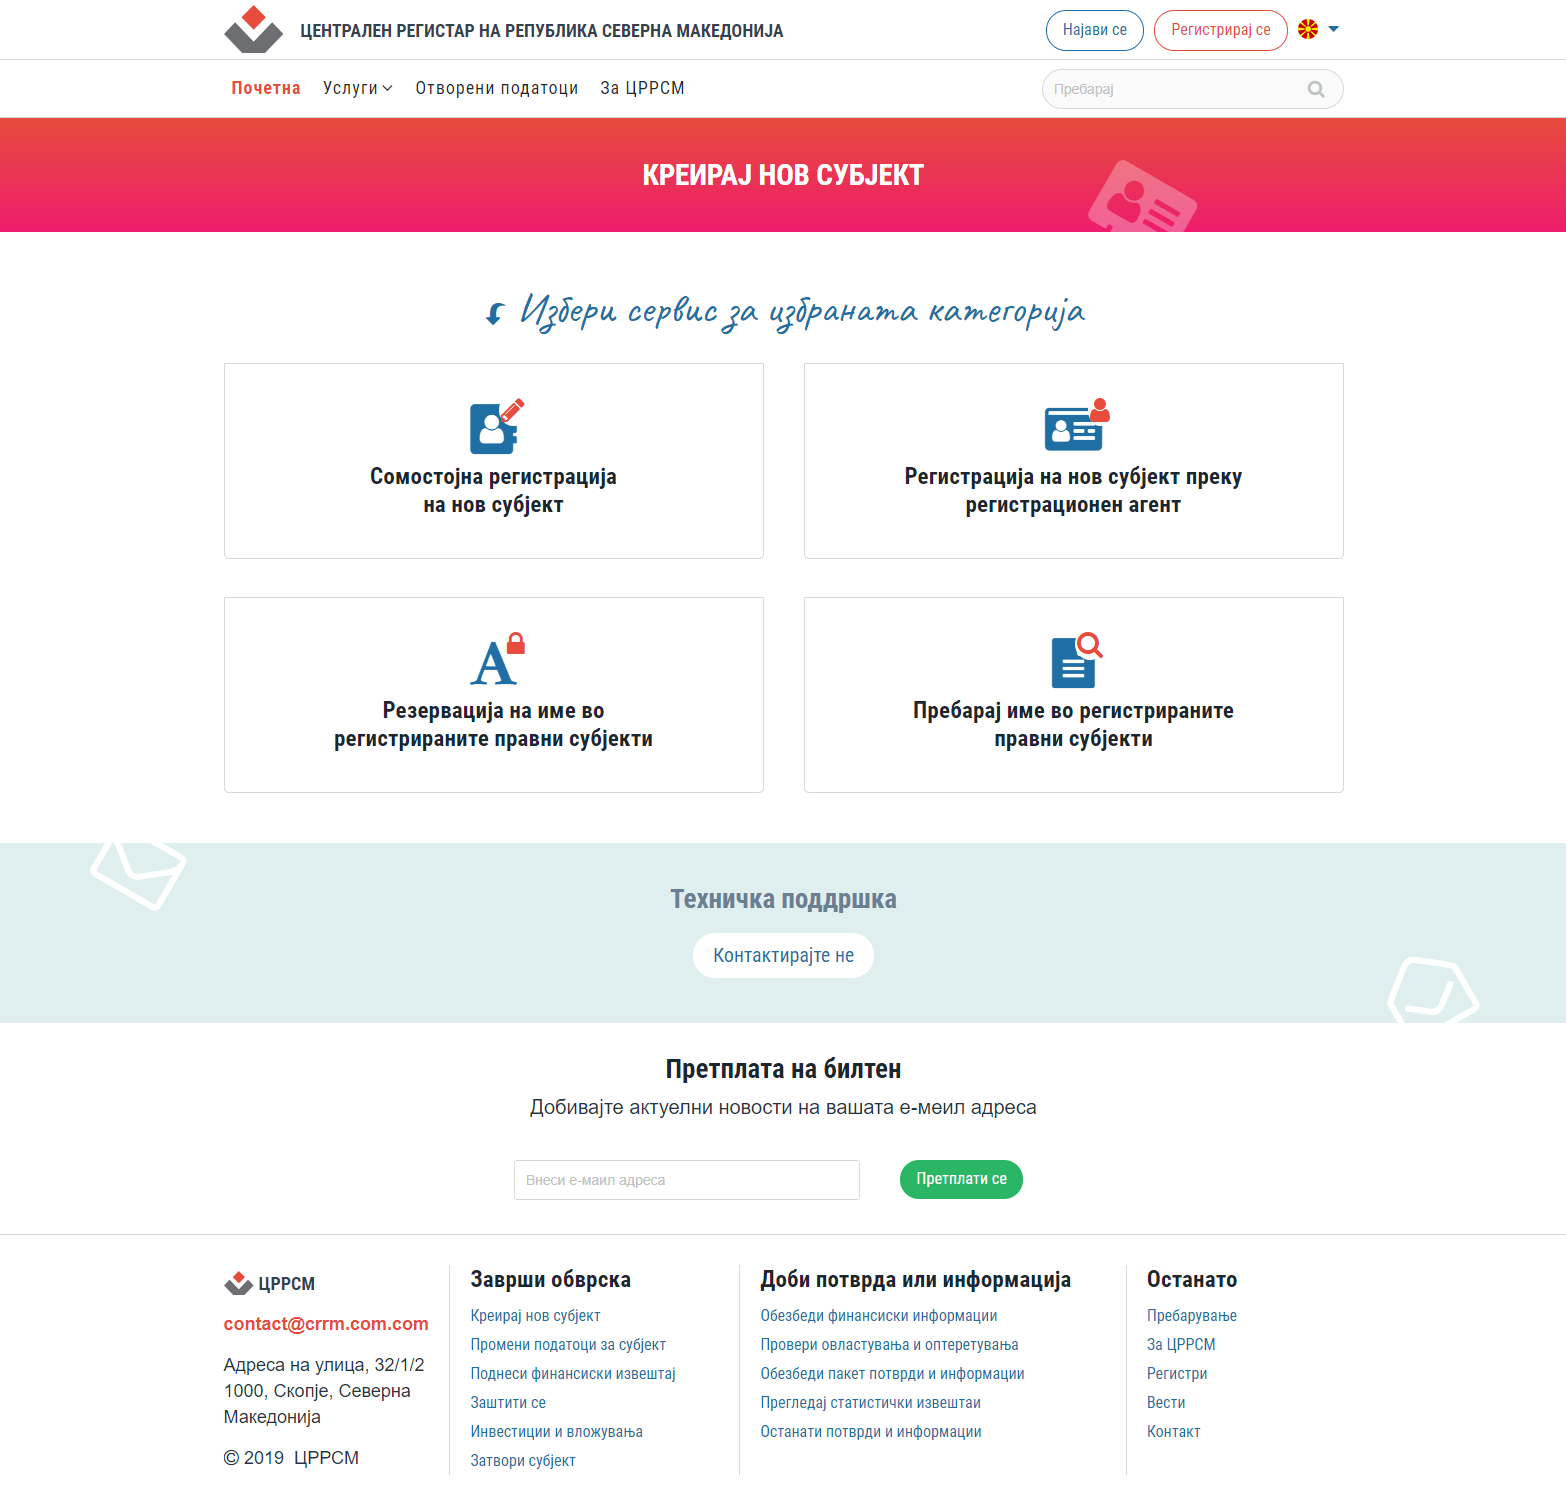 ЦЕНТРАЛЕН РЕГИСТАР НА РЕПУБЛИКА СЕВЕРНА МАКЕДОНИЈА
Најави се
Регистрирај се
Почетна
Услуги
Отворени податоци
За ЦРРСМ
Пребарај
КРЕИРАЈ НОВ СУБЈЕКТ
Избери сервис за избраната категорија
Сомостојна регистрација
на нов субјект
Регистрација на нов субјект преку
регистрационен агент
A
Резервација на име во
регистрираните правни субјекти
Пребарај име во регистрираните
правни субјекти
Техничка поддршка
Контактирајте не
Претплата на билтен
Добивајте актуелни новости на вашата е-меил адреса
Внеси е-маил адреса
Претплати се
ЦРРСМ
contact@crrm.com.com
Адреса на улица, 32/1/2
1000, Скопје, Северна
Македонија
© 2019 ЦРРСМ
Заврши обврска
Креирај нов субјект
Промени податоци за субјект
Поднеси финансиски извештај
Заштити се
Инвестиции и вложувања
Затвори субјект
Доби потврда или информација
Обезбеди финансиски информации
Провери овластувања и оптеретувања
Обезбеди пакет потврди и информации
Прегледај статистички извештаи
Останати потврди и информации
Останато
Пребарување
За ЦРРСМ
Регистри
Вести
Контакт